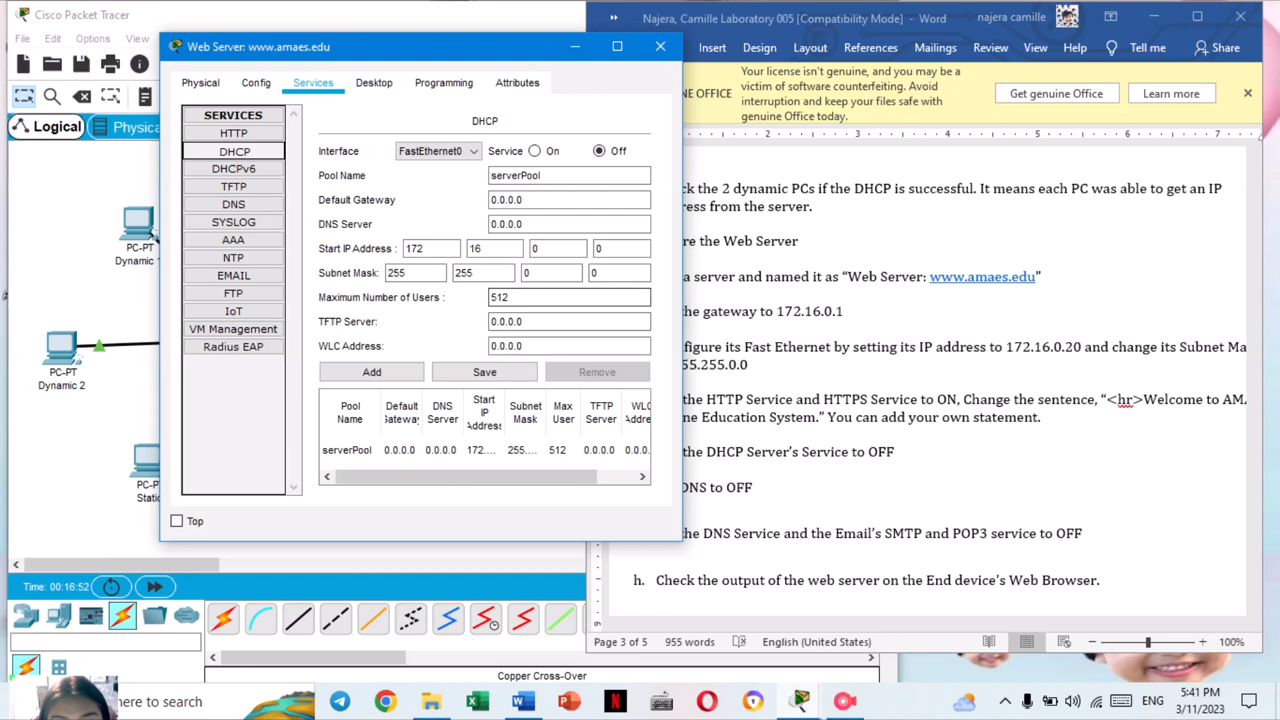 Cisco Packet Tracer
File Edit Options View
Logical
Physica
PC-PT
Dynamic 1
PC-PT
Dynamic 2
PC-PT
Stati
Time: 00:16:52
Web Server: www.amaes.edu
Physical Config Services Desktop Programming Attributes
SERVICES
HTTP
DHCP
DHCPv6
TFTP
DNS
SYSLOG
AAA
NTP
EMAIL
FTP
IoT
VM Management
Radius EAP
DHCP
Interface FastEthernet0 Service On Off
Pool Name serverPool
Default Gateway 0.0.0.0
DNS Server 0.0.0.0
Start IP Address : 172 16 0 0
Subnet Mask: 255 255 0 0
Maximum Number of Users : 512
TFTP Server: 0.0.0.0
WLC Address: 0.0.0.0
Add Save Remove
Pool Name Default Gateway DNS Server Start IP Address Subnet Mask Max User TFTP Server WLC Addre
serverPool 0.0.0.0 0.0.0.0 172.... 255.... 512 0.0.0.0 0.0.0.
Top
Najera, Camille Laboratory 005 [Compatibility Mode] - Word najera camille
Insert Design Layout References Mailings Review View Help Tell me Share
OFFICE
Your license isn't genuine, and you may be a victim of software counterfeiting. Avoid interruption and keep your files safe with genuine Office today.
Get genuine Office Learn more
2 3 4 5 6 7
ck the 2 dynamic PCs if the DHCP is successful. It means each PC was able to get an IP
ress from the server.
re the Web Server
a server and named it as “Web Server: www.amaes.edu”
the gateway to 172.16.0.1
figure its Fast Ethernet by setting its IP address to 172.16.0.20 and change its Subnet Ma
55.255.0.0
the HTTP Service and HTTPS Service to ON, Change the sentence, “<hr>Welcome to AMA
ne Education System.” You can add your own statement.
the DHCP Server’s Service to OFF
DNS to OFF
the DNS Service and the Email’s SMTP and POP3 service to OFF
h. Check the output of the web server on the End device’s Web Browser.
Page 3 of 5 955 words English (United States) 100%
Copper Cross-Over
here to search
ENG
5:41 PM
3/11/2023